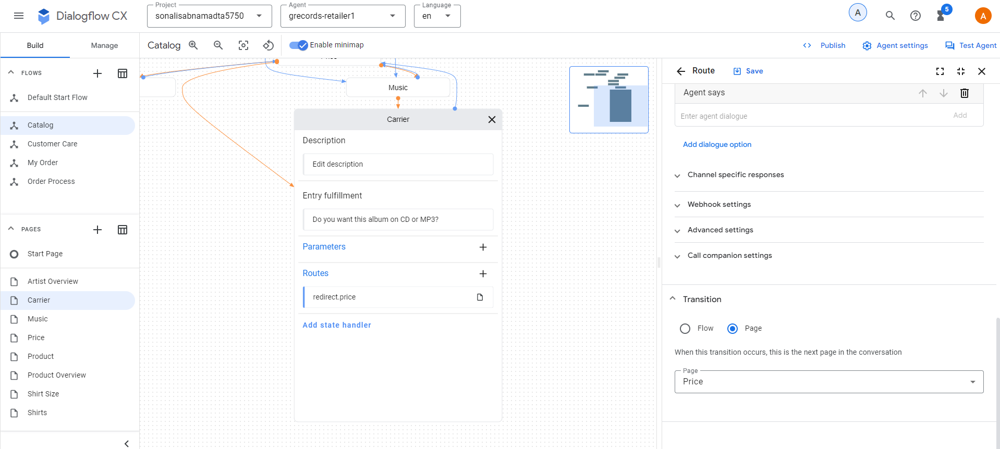 Dialogflow CX
Project
sonalisabnamadta5750
Agent
grecords-retailer1
Language
en
A
5
A
Build
Manage
Catalog
Enable minimap
Publish
Agent settings
Test Agent
FLOWS
Default Start Flow
Catalog
Customer Care
My Order
Order Process
PAGES
Start Page
Artist Overview
Carrier
Music
Price
Product
Product Overview
Shirt Size
Shirts
Music
Carrier
Description
Edit description
Entry fulfillment
Do you want this album on CD or MP3?
Parameters
Routes
redirect.price
Add state handler
Route
Save
Agent says
Enter agent dialogue
Add
Add dialogue option
Channel specific responses
Webhook settings
Advanced settings
Call companion settings
Transition
Flow
Page
When this transition occurs, this is the next page in the conversation
Page
Price